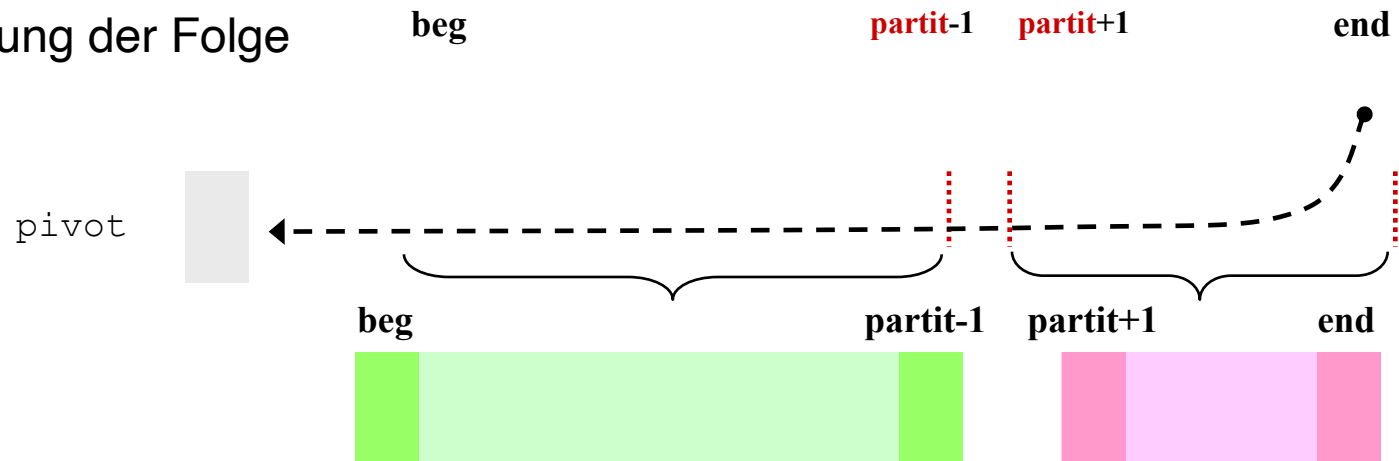 ung der Folge
beg partit-1 partit+1 end
pivot
beg partit-1 partit+1 end